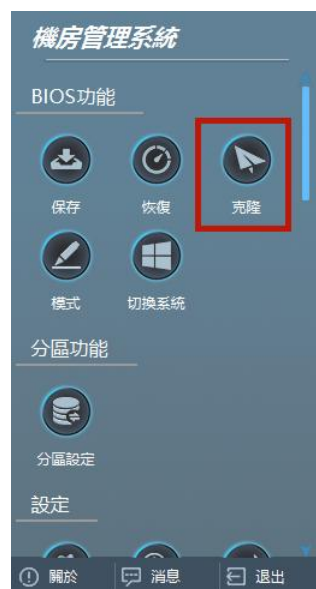 機房管理系統
BIOS功能
保存 恢復 克隆
模式 切換系統
分區功能
分區設定
設定
關於 消息 退出